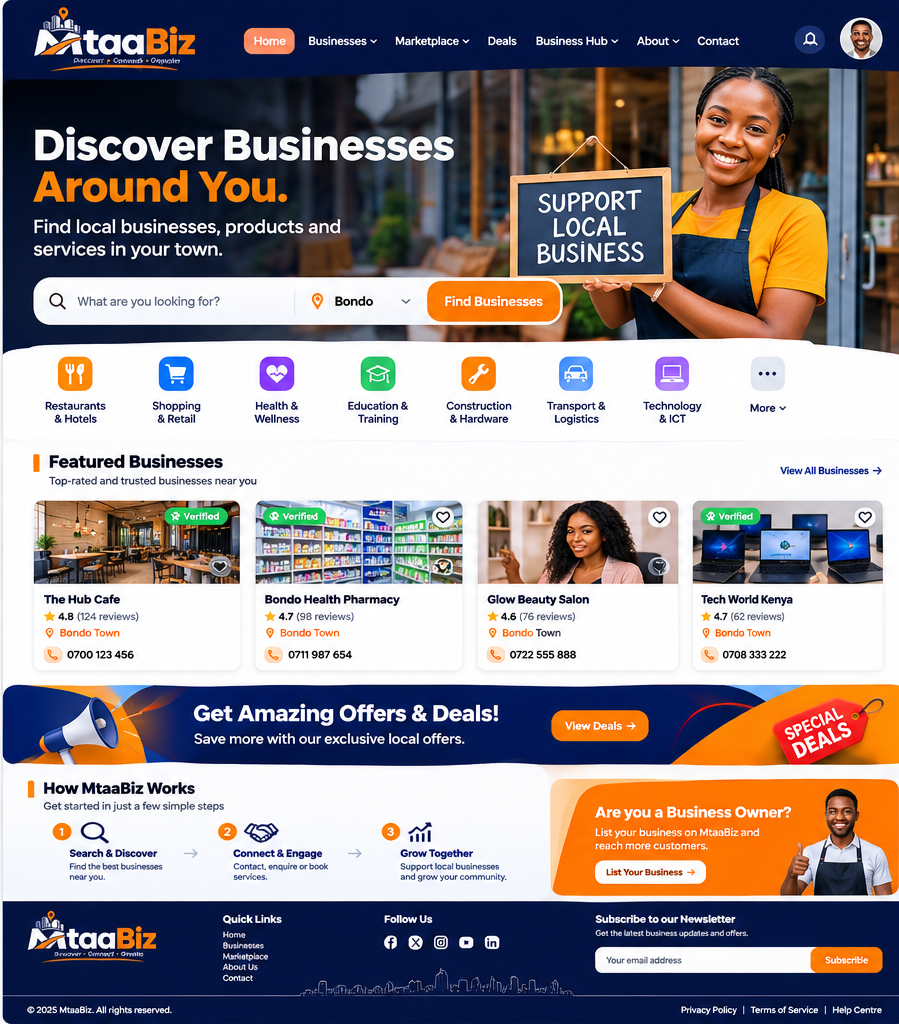 MtaaBiz
Discover • Connect • Grow
Home
Businesses
Marketplace
Deals
Business Hub
About
Contact
Discover Businesses
Around You.
Find local businesses, products and
services in your town.
SUPPORT
LOCAL
BUSINESS
What are you looking for?
Bondo
Find Businesses
Restaurants
& Hotels
Shopping
& Retail
Health &
Wellness
Education &
Training
Construction
& Hardware
Transport &
Logistics
Technology
& ICT
More
Featured Businesses
Top-rated and trusted businesses near you
View All Businesses →
Verified
The Hub Cafe
4.8 (124 reviews)
Bondo Town
0700 123 456
Verified
Bondo Health Pharmacy
4.7 (98 reviews)
Bondo Town
0711 987 654
Glow Beauty Salon
4.6 (76 reviews)
Bondo Town
0722 555 888
Verified
Tech World Kenya
4.7 (62 reviews)
Bondo Town
0708 333 222
Get Amazing Offers & Deals!
Save more with our exclusive local offers.
View Deals →
SPECIAL
DEALS
How MtaaBiz Works
Get started in just a few simple steps
1
Search & Discover
Find the best businesses
near you.
2
Connect & Engage
Contact, enquire or book
services.
3
Grow Together
Support local businesses
and grow your community.
Are you a Business Owner?
List your business on MtaaBiz and
reach more customers.
List Your Business →
MtaaBiz
Quick Links
Home
Businesses
Marketplace
About Us
Contact
Follow Us
Subscribe to our Newsletter
Get the latest business updates and offers.
Your email address
Subscribe
© 2025 MtaaBiz. All rights reserved.
Privacy Policy | Terms of Service | Help Centre